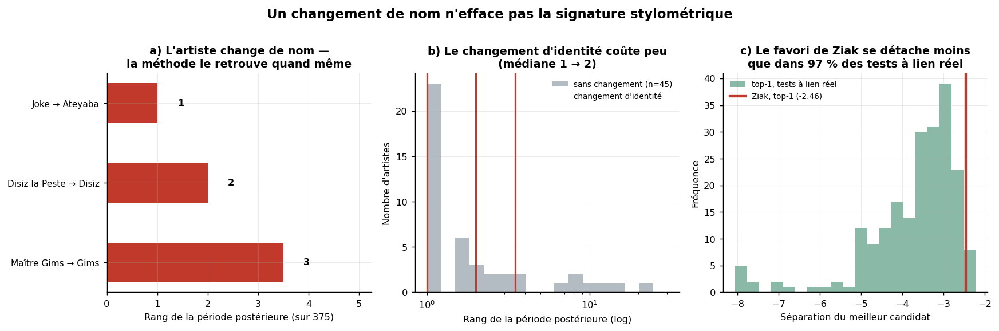 Un changement de nom n'efface pas la signature stylométrique
a) L'artiste change de nom —
la méthode le retrouve quand même
Joke → Ateyaba
Disiz la Peste → Disiz
Maître Gims → Gims
1
2
3
0 1 2 3 4 5
Rang de la période postérieure (sur 375)
b) Le changement d'identité coûte peu
(médiane 1 → 2)
sans changement (n=45)
changement d'identité
Nombre d'artistes
20
15
10
5
0
10⁰ 10¹
Rang de la période postérieure (log)
c) Le favori de Ziak se détache moins
que dans 97 % des tests à lien réel
top-1, tests à lien réel
Ziak, top-1 (-2.46)
Fréquence
40
35
30
25
20
15
10
5
0
−8 −7 −6 −5 −4 −3 −2
Séparation du meilleur candidat